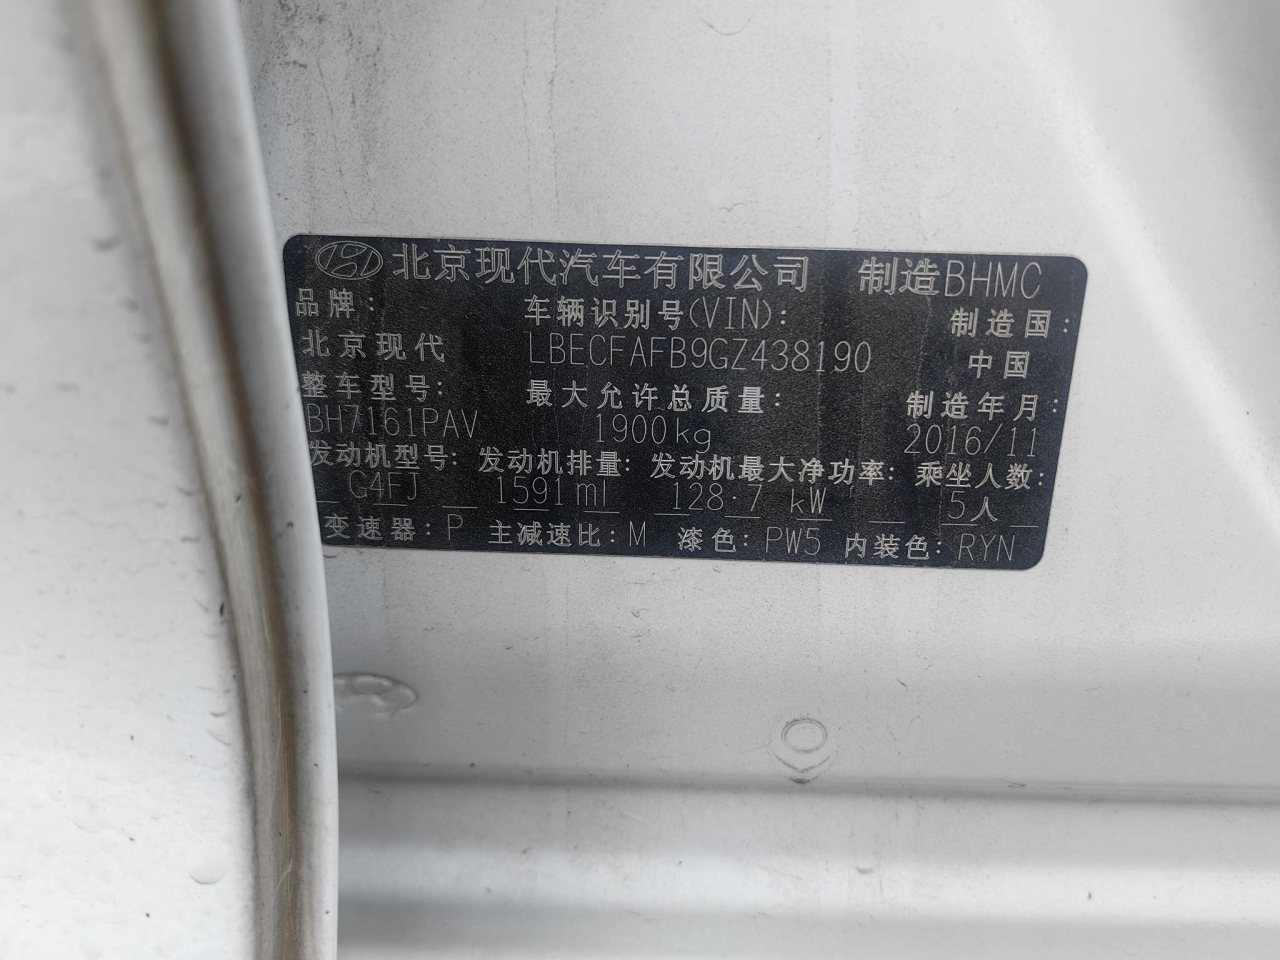 北京现代汽车有限公司 制造BHMC
品牌: 车辆识别号(VIN): 制造国:
北京现代 LBECFAFB9GZ438190 中国
整车型号: 最大允许总质量: 制造年月:
BH7161PAV 1900kg 2016/11
发动机型号: 发动机排量: 发动机最大净功率: 乘坐人数:
G4FJ 1591ml 128.7 kW 5人
变速器: P 主减速比: M 漆色: PW5 内装色: RYN